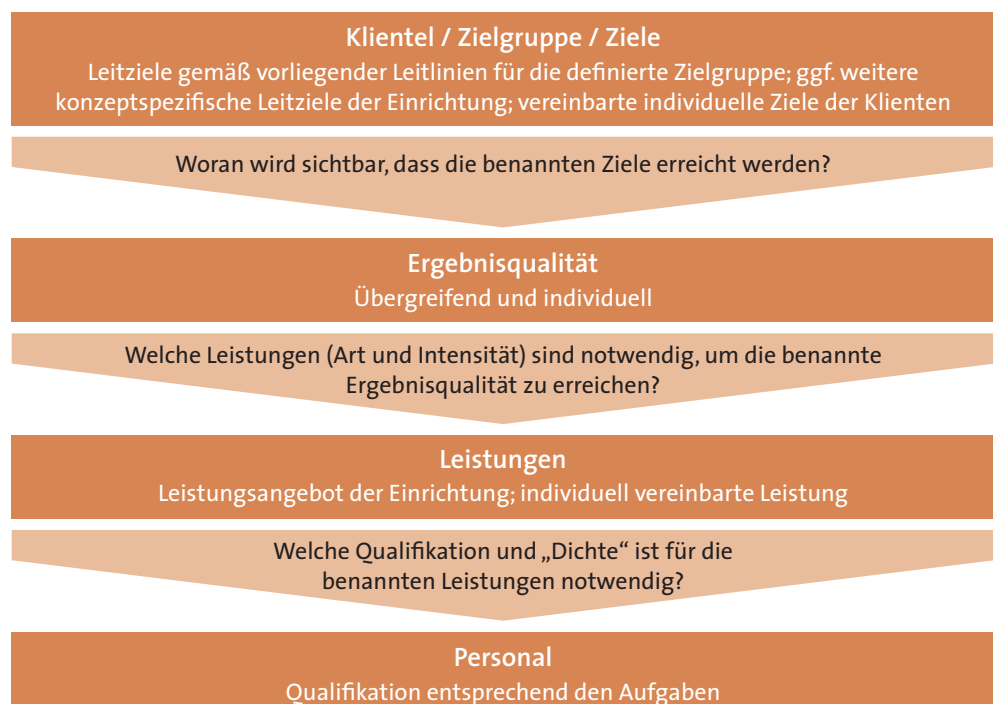 Klientel / Zielgruppe / Ziele
Leitziele gemäß vorliegender Leitlinien für die definierte Zielgruppe; ggf. weitere
konzeptspezifische Leitziele der Einrichtung; vereinbarte individuelle Ziele der Klienten
Woran wird sichtbar, dass die benannten Ziele erreicht werden?
Ergebnisqualität
Übergreifend und individuell
Welche Leistungen (Art und Intensität) sind notwendig, um die benannte
Ergebnisqualität zu erreichen?
Leistungen
Leistungsangebot der Einrichtung; individuell vereinbarte Leistung
Welche Qualifikation und „Dichte“ ist für die
benannten Leistungen notwendig?
Personal
Qualifikation entsprechend den Aufgaben